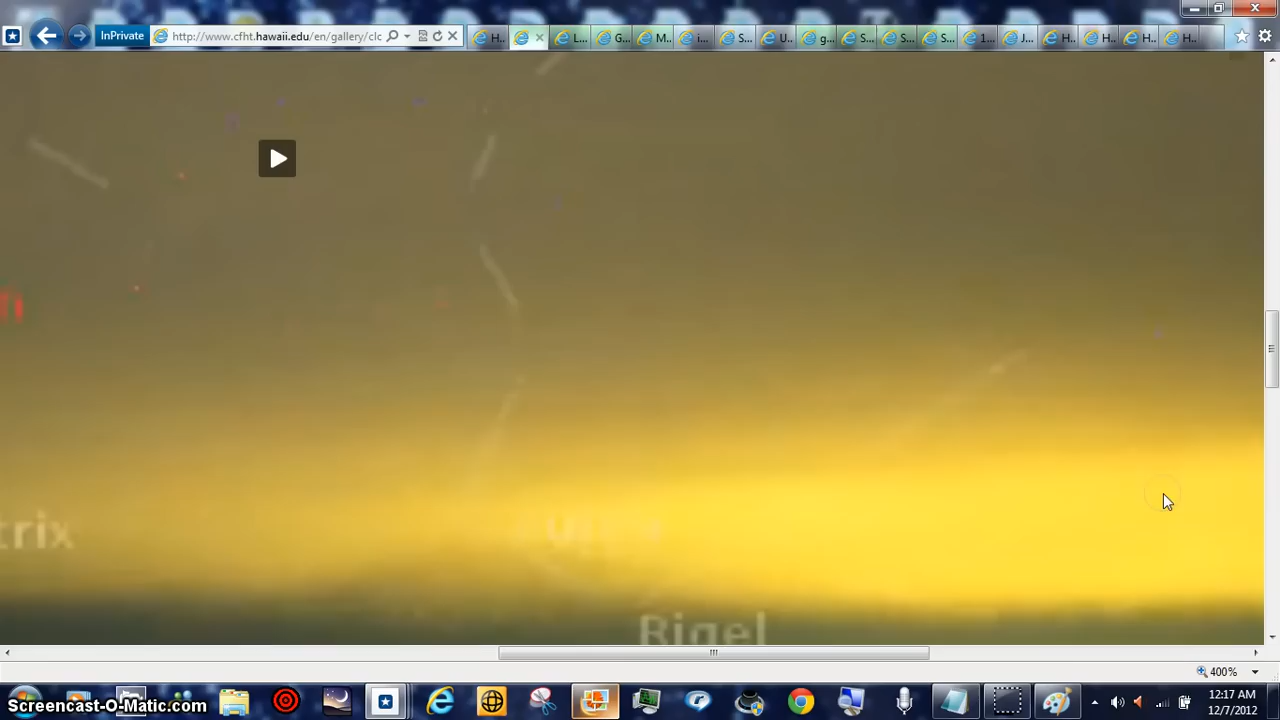 InPrivate
http://www.cfht.hawaii.edu/en/gallery/clc
H..
L...
G..
M..
i...
S...
U..
g...
S...
S...
S...
1...
J...
H..
H..
H..
H..
trix
Rigel
400%
Screencast-O-Matic.com
12:17 AM
12/7/2012